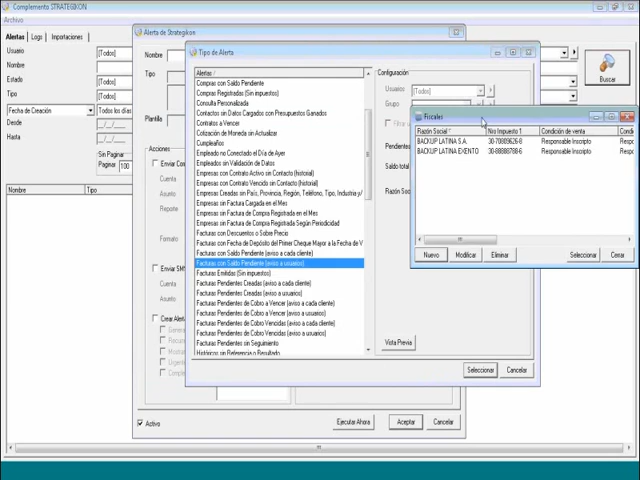 Complemento STRATEGIKON
Archivo
Alertas
Logs
Importaciones
Usuario
[Todos]
Nombre
Estado
[Todos]
Tipo
[Todos]
Fecha de Creación
Todos los días
Desde
Hasta
Sin Paginar
Paginar 100
Buscar
Nombre
Tipo
Alerta de Strategikon
Nombre
Tipo
Plantilla
Acciones
Enviar
Cuenta
Asunto
Reporte
Formato
Enviar SMS
Cuenta
Asunto
Crear Alerta
Activo
Ejecutar Ahora
Aceptar
Cancelar
Tipo de Alerta
Alertas
Compras con Saldo Pendiente
Compras Registradas (Sin impuestos)
Consulta Personalizada
Contactos sin Datos Cargados con Presupuestos Ganados
Contratos a Vencer
Cotización de Moneda sin Actualizar
Cumpleaños
Empleado no Conectado el Día de Ayer
Empleados sin Validación de Datos
Empresas con Contrato Activo sin Contacto (historial)
Empresas con Contrato Vencido sin Contacto (historial)
Empresas Creadas sin País, Provincia, Región, Teléfono, Tipo, Industria y/
Empresas sin Factura Cargada en el Mes
Empresas sin Factura de Compra Registrada en el Mes
Empresas sin Factura de Compra Registrada Según Periodicidad
Facturas con Descuentos o Sobre Precio
Facturas con Fecha de Depósito del Primer Cheque Mayor a la Fecha de V
Facturas con Saldo Pendiente (aviso a cada cliente)
Facturas con Saldo Pendiente (aviso a usuarios)
Facturas Emitidas (Sin impuestos)
Facturas Pendientes Creadas (aviso a cada cliente)
Facturas Pendientes Creadas (aviso a usuarios)
Facturas Pendientes de Cobro a Vencer (aviso a cada cliente)
Facturas Pendientes de Cobro a Vencer (aviso a usuarios)
Facturas Pendientes de Cobro Vencidas (aviso a cada cliente)
Facturas Pendientes de Cobro Vencidas (aviso a usuarios)
Facturas Pendientes sin Seguimiento
Históricos sin Referencia o Resultado
Configuración
Usuarios
[Todos]
Grupo
Pendientes
Saldo total
Razón Soc
Vista Previa
Seleccionar
Cancelar
Fiscales
Razón Social
Nro Impuesto 1
Condición de venta
Condi
BACKUP LATINA S.A.
30-70889626-8
Responsable Inscripto
BACKUP LATINA EXENTO
30-88888788-6
Responsable Inscripto
Nuevo
Modificar
Eliminar
Seleccionar
Cerrar